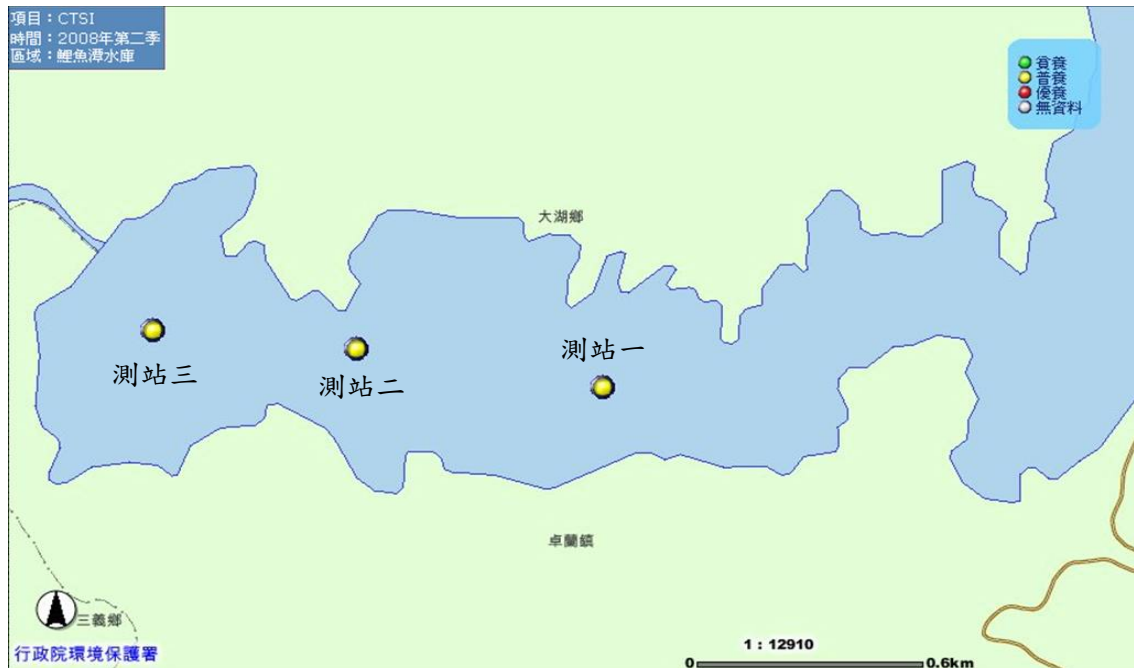 項目：CTSI
時間：2008年第二季
區域：鯉魚潭水庫
貧養
普養
優養
無資料
大湖鄉
測站一
測站二
測站三
卓蘭鎮
三義鄉
行政院環境保護署
1 : 12910
0
0.6km